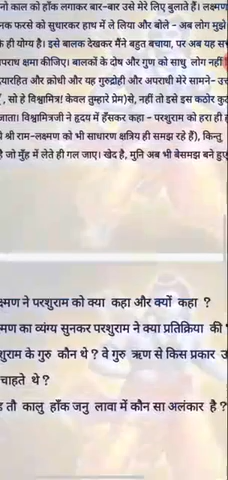 नो काल को हाँक लगाकर बार-बार उसे मेरे लिए बुलाते हैं। लक्ष्मण
नक फरसे को सुधारकर हाथ में ले लिया और बोले - अब लोग मुझे
के ही योग्य है। इसे बालक देखकर मैंने बहुत बचाया, पर अब यह स
पराध क्षमा कीजिए। बालकों के दोष और गुण को साधु लोग नहीं
दयारहित और क्रोधी और यह गुरुद्रोही और अपराधी मेरे सामने- उत्त
, सो हे विश्वामित्र! केवल तुम्हारे प्रेम)से, नहीं तो इसे इस कठोर कु
जाता। विश्वामित्रजी ने हृदय में हँसकर कहा - परशुराम को हरा ही ह
श्री राम-लक्ष्मण को भी साधारण क्षत्रिय ही समझ रहे हैं), किन्तु
है जो मुँह में लेते ही गल जाए। खेद है, मुनि अब भी बेसमझ बने हुए
क्ष्मण ने परशुराम को क्या कहा और क्यों कहा ?
मण का व्यंग्य सुनकर परशुराम ने क्या प्रतिक्रिया की
शुराम के गुरु कौन थे ? वे गुरु ऋण से किस प्रकार उ
चाहते थे ?
ह तौ कालु हाँक जनु लावा में कौन सा अलंकार है ?